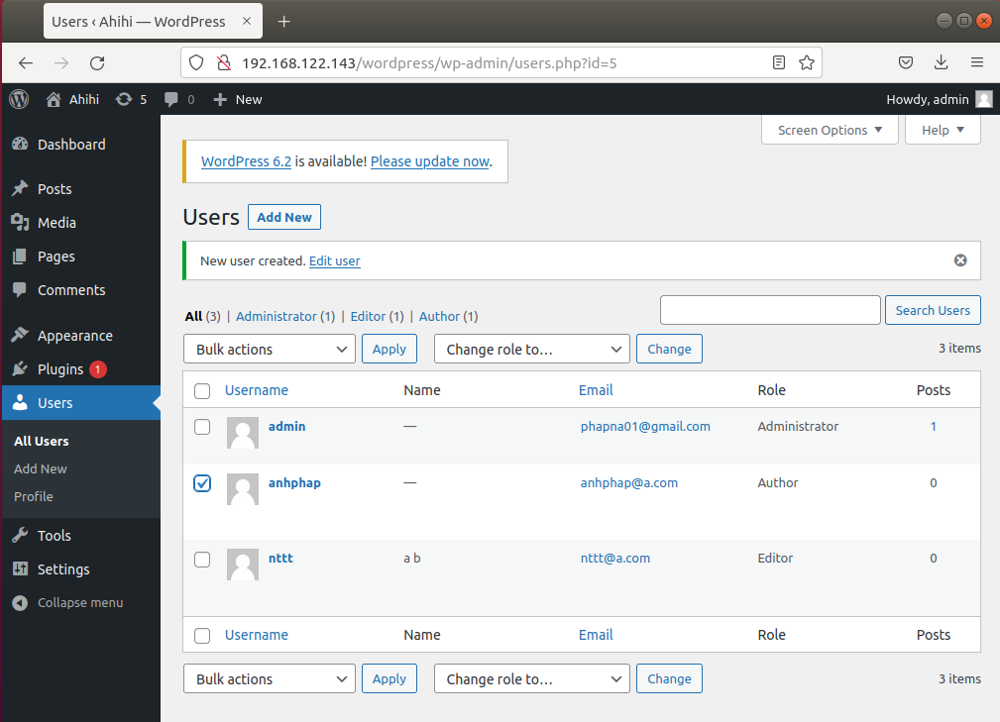 Users ‹ Ahihi — WordPress
192.168.122.143/wordpress/wp-admin/users.php?id=5
Ahihi 5 0 New Howdy, admin
Screen Options Help
Dashboard
Posts
Media
Pages
Comments
Appearance
Plugins 1
Users
All Users
Add New
Profile
Tools
Settings
Collapse menu
WordPress 6.2 is available! Please update now.
Users Add New
New user created. Edit user
All (3) | Administrator (1) | Editor (1) | Author (1)
Search Users
Bulk actions Apply Change role to… Change 3 items
Username Name Email Role Posts
admin — phapna01@gmail.com Administrator 1
anhphap — anhphap@a.com Author 0
nttt a b nttt@a.com Editor 0
Username Name Email Role Posts
Bulk actions Apply Change role to… Change 3 items